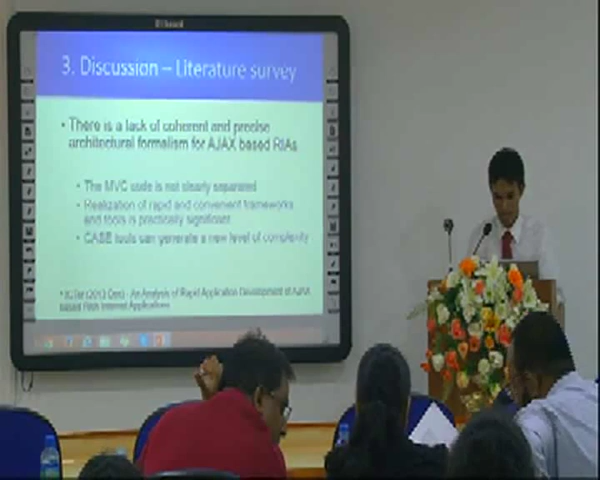 3. Discussion – Literature survey
• There is a lack of coherent and precise
architectural formalism for AJAX based RIAs
• The MVC code is not clearly separated
• Realization of rapid and convenient frameworks
and tools is practically significant
• CASE tools can generate a new level of complexity
(2013 Dec) - An Analysis of Rapid Application Development of AJAX
based Rich Internet Applications